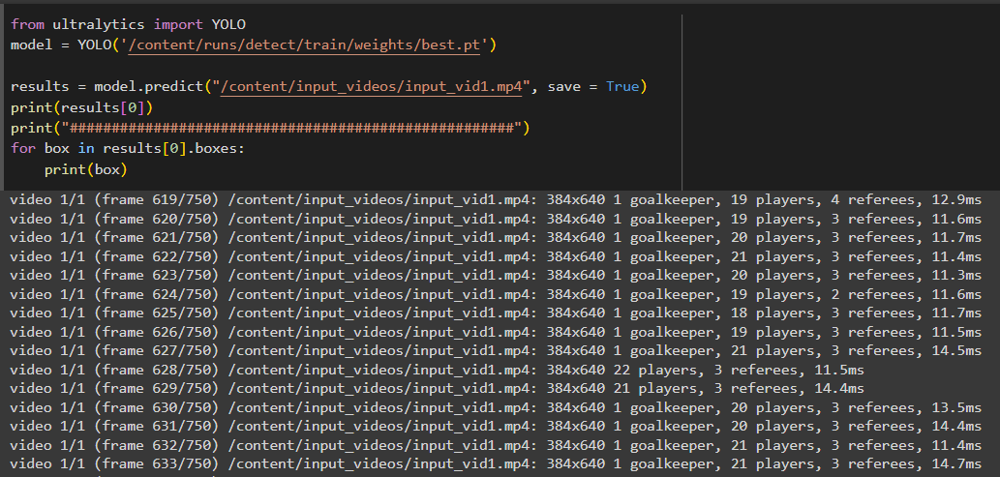 from ultralytics import YOLO
model = YOLO('/content/runs/detect/train/weights/best.pt')
results = model.predict("/content/input_videos/input_vid1.mp4", save = True)
print(results[0])
print("#####################################################")
for box in results[0].boxes:
    print(box)
video 1/1 (frame 619/750) /content/input_videos/input_vid1.mp4: 384x640 1 goalkeeper, 19 players, 4 referees, 12.9ms
video 1/1 (frame 620/750) /content/input_videos/input_vid1.mp4: 384x640 1 goalkeeper, 19 players, 3 referees, 11.6ms
video 1/1 (frame 621/750) /content/input_videos/input_vid1.mp4: 384x640 1 goalkeeper, 20 players, 3 referees, 11.7ms
video 1/1 (frame 622/750) /content/input_videos/input_vid1.mp4: 384x640 1 goalkeeper, 21 players, 3 referees, 11.4ms
video 1/1 (frame 623/750) /content/input_videos/input_vid1.mp4: 384x640 1 goalkeeper, 20 players, 3 referees, 11.3ms
video 1/1 (frame 624/750) /content/input_videos/input_vid1.mp4: 384x640 1 goalkeeper, 19 players, 2 referees, 11.6ms
video 1/1 (frame 625/750) /content/input_videos/input_vid1.mp4: 384x640 1 goalkeeper, 18 players, 3 referees, 11.7ms
video 1/1 (frame 626/750) /content/input_videos/input_vid1.mp4: 384x640 1 goalkeeper, 19 players, 3 referees, 11.5ms
video 1/1 (frame 627/750) /content/input_videos/input_vid1.mp4: 384x640 1 goalkeeper, 21 players, 3 referees, 14.5ms
video 1/1 (frame 628/750) /content/input_videos/input_vid1.mp4: 384x640 22 players, 3 referees, 11.5ms
video 1/1 (frame 629/750) /content/input_videos/input_vid1.mp4: 384x640 21 players, 3 referees, 14.4ms
video 1/1 (frame 630/750) /content/input_videos/input_vid1.mp4: 384x640 1 goalkeeper, 20 players, 3 referees, 13.5ms
video 1/1 (frame 631/750) /content/input_videos/input_vid1.mp4: 384x640 1 goalkeeper, 20 players, 3 referees, 14.4ms
video 1/1 (frame 632/750) /content/input_videos/input_vid1.mp4: 384x640 1 goalkeeper, 21 players, 3 referees, 11.4ms
video 1/1 (frame 633/750) /content/input_videos/input_vid1.mp4: 384x640 1 goalkeeper, 21 players, 3 referees, 14.7ms